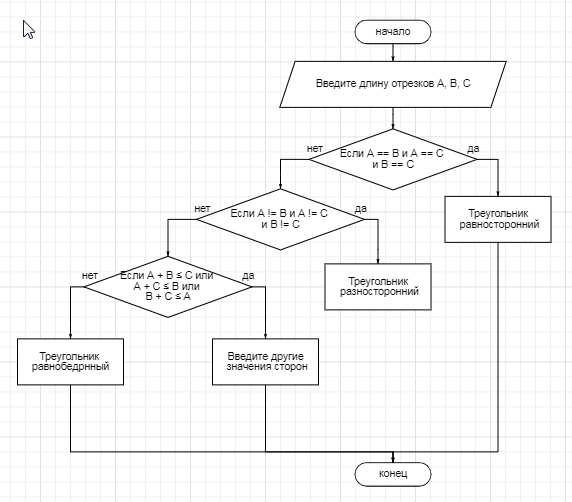 начало
Введите длину отрезков A, B, C
нет
Если A == B и A == C
и B == C
да
нет
Если A != B и A != C
и B != C
да
Треугольник
равносторонний
нет
Если A + B ≤ C или
A + C ≤ B или
B + C ≤ A
да
Треугольник
разносторонний
Треугольник
равнобедрнный
Введите другие
значения сторон
конец